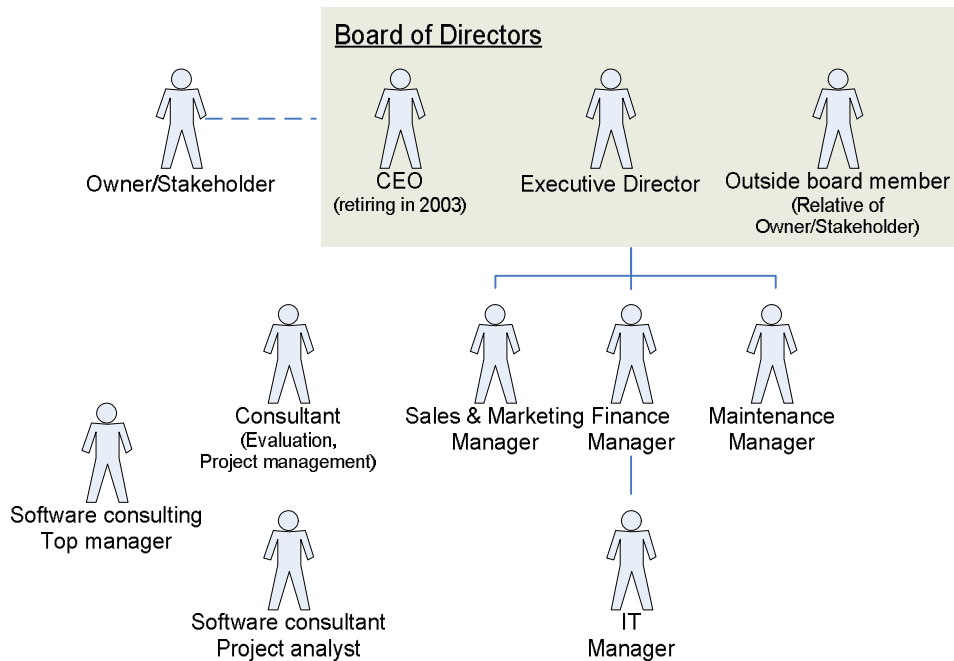 Board of Directors
Owner/Stakeholder
CEO
(retiring in 2003)
Executive Director
Outside board member
(Relative of
Owner/Stakeholder)
Consultant
(Evaluation,
Project management)
Sales & Marketing
Manager
Finance
Manager
Maintenance
Manager
Software consulting
Top manager
Software consultant
Project analyst
IT
Manager